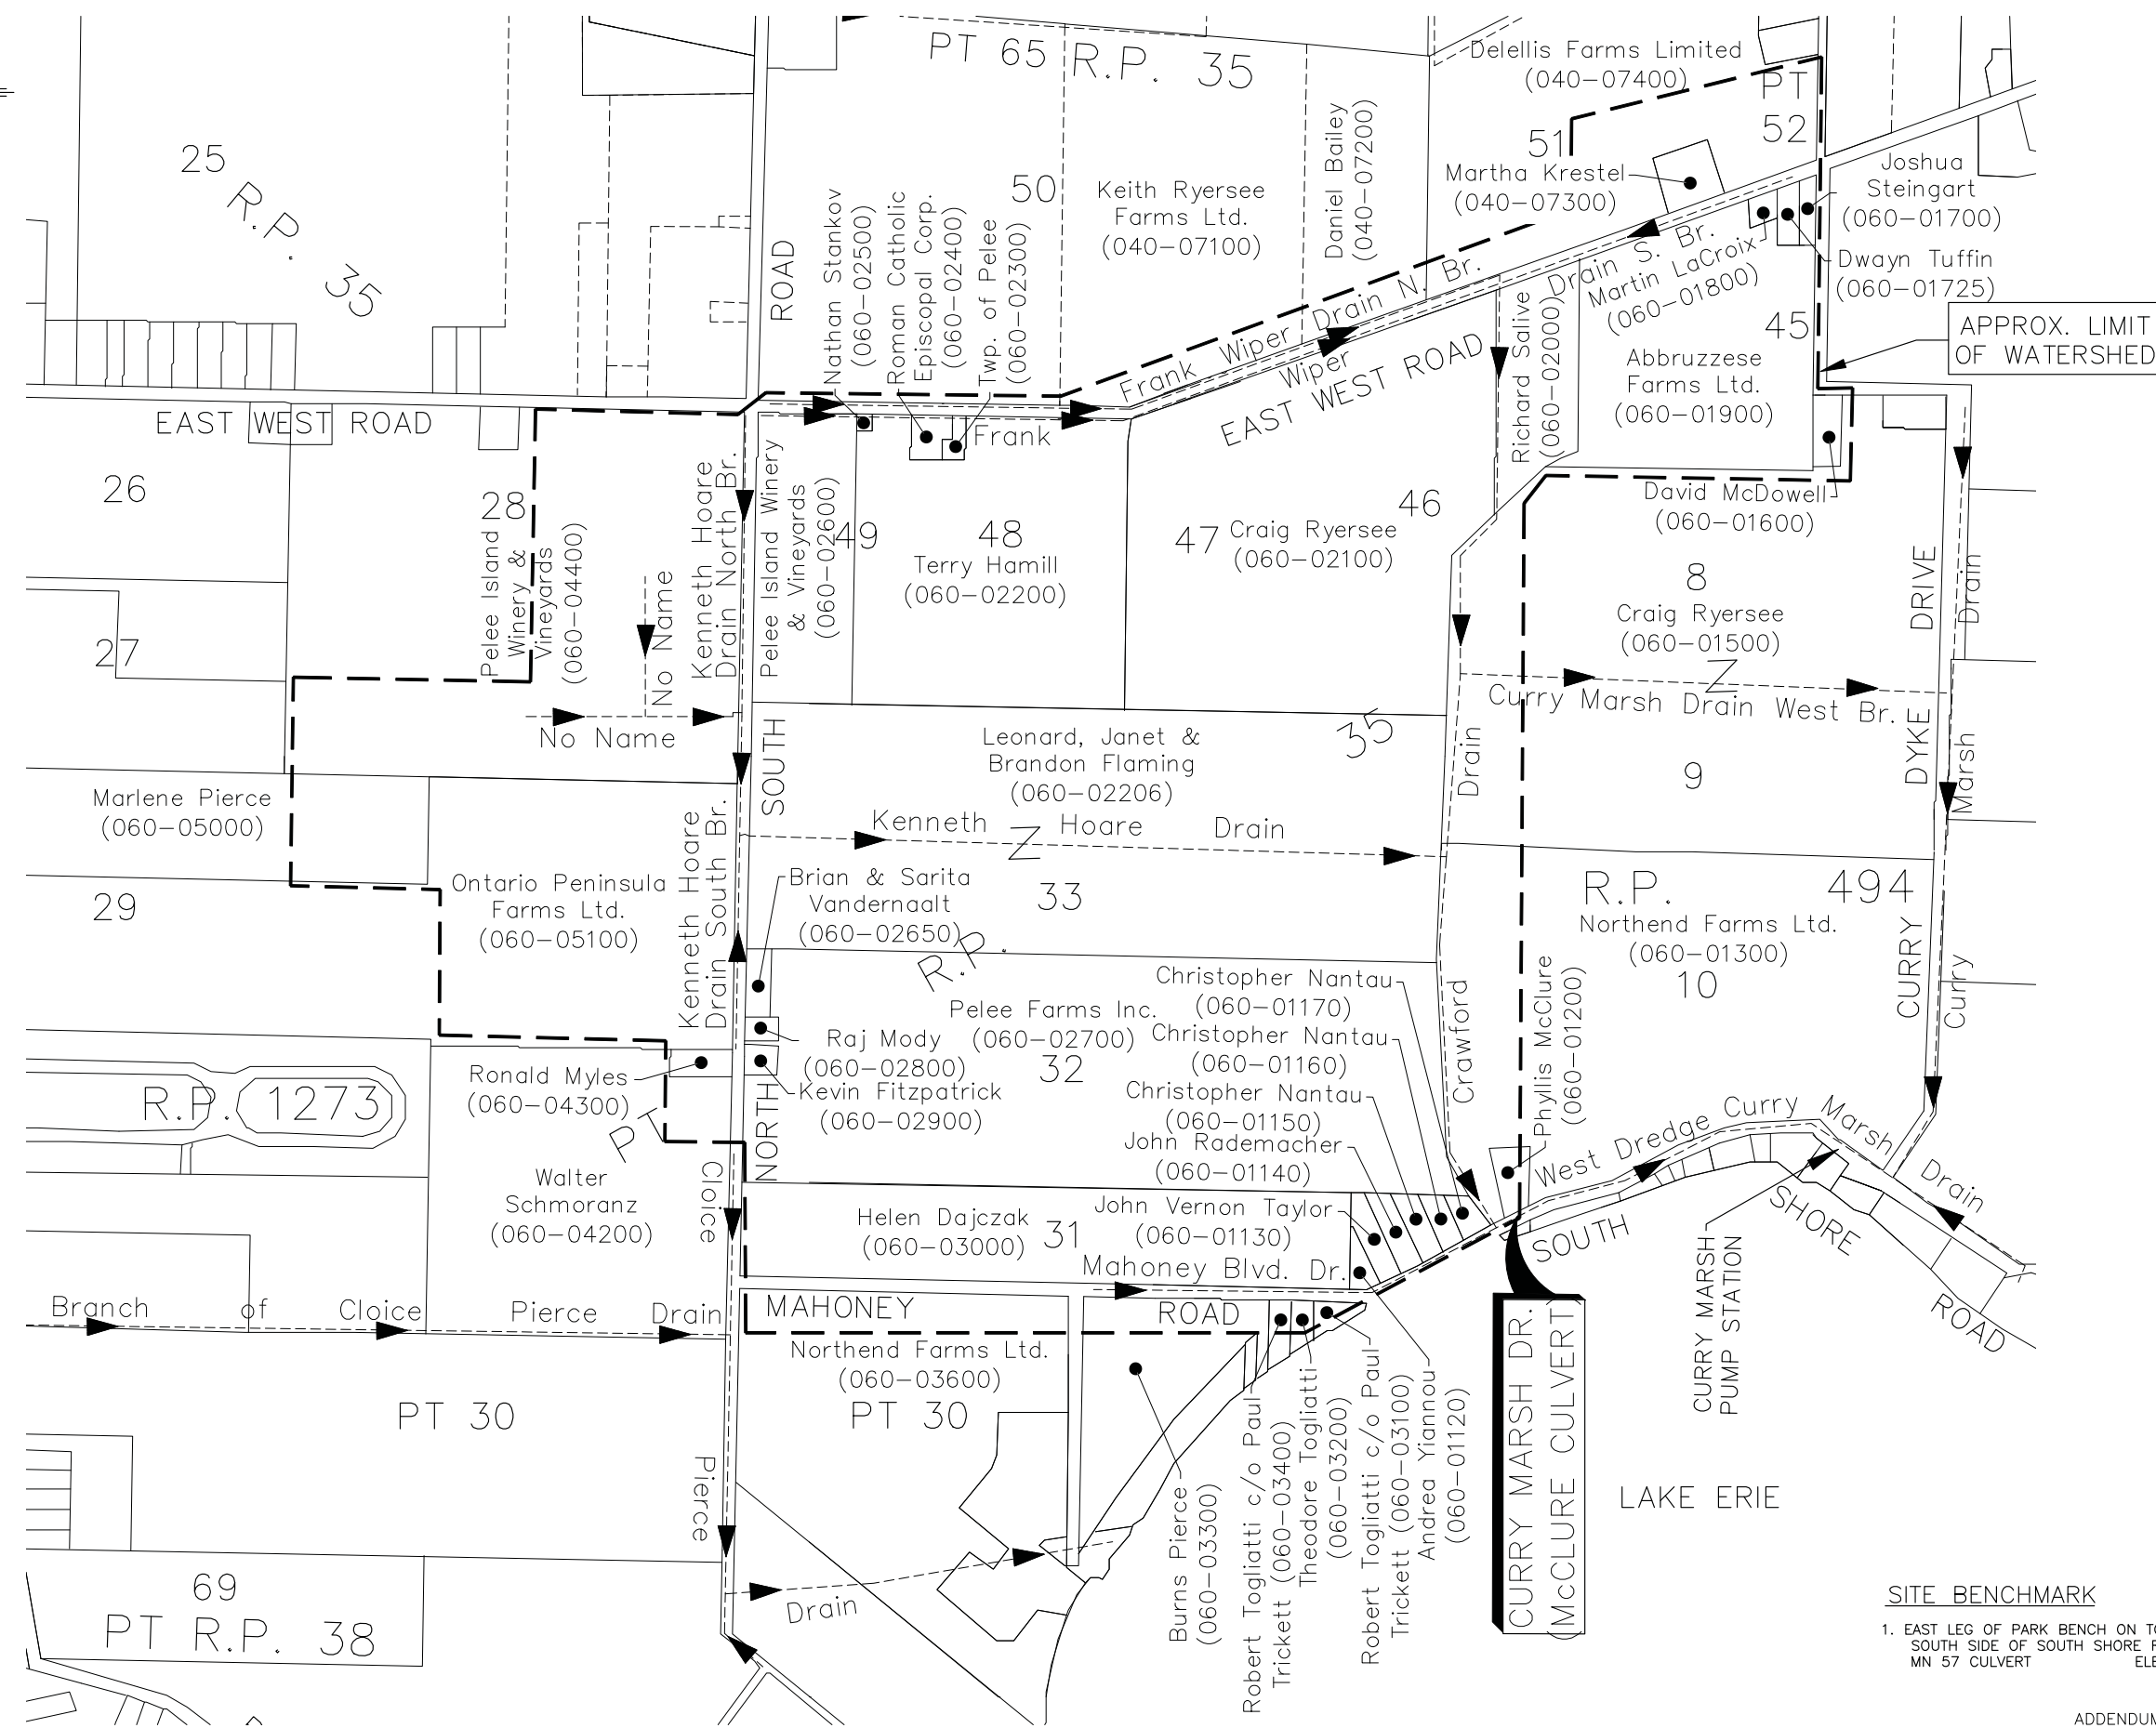 PT 65 R.P. 35
Delellis Farms Limited
(040-07400)
PT
52
51
25
R.P. 35
Martha Krestel
(040-07300)
Joshua
Steingart
(060-01700)
Daniel Bailey
(040-07200)
50
Keith Ryersee
Farms Ltd.
(040-07100)
ROAD
Nathan Stankov
(060-02500)
Roman Catholic
Episcopal Corp.
(060-02400)
Twp. of Pelee
(060-02300)
Dwayn Tuffin
(060-01725)
Martin LaCroix
(060-01800)
Frank Wiper Drain N. Br.
Frank Wiper Drain S. Br.
EAST WEST ROAD
Richard Salive
(060-02000)
45
APPROX. LIMIT
OF WATERSHED
Abbruzzese
Farms Ltd.
(060-01900)
EAST WEST ROAD
26
28
Pelee Island
Winery &
Vineyards
(060-04400)
Kenneth Hoare
Drain North Br.
Pelee Island Winery
& Vineyards
(060-02600)
49
48
Terry Hamill
(060-02200)
47
Craig Ryersee
(060-02100)
46
David McDowell
(060-01600)
8
Craig Ryersee
(060-01500)
Z
Curry Marsh Drain West Br.
CURRY DYKE DRIVE
Curry Marsh Drain
27
No Name
No Name
SOUTH
Leonard, Janet &
Brandon Flaming
(060-02206)
35
9
Marlene Pierce
(060-05000)
Kenneth Hoare Drain
Z
Crawford Drain
29
Ontario Peninsula
Farms Ltd.
(060-05100)
Kenneth Hoare
Drain South Br.
Brian & Sarita
Vandernaalt
(060-02650)
33
R.P.
R.P. 494
Northend Farms Ltd.
(060-01300)
10
Pelee Farms Inc.
(060-02700)
32
Raj Mody
(060-02800)
Kevin Fitzpatrick
(060-02900)
Christopher Nantau
(060-01170)
Christopher Nantau
(060-01160)
Christopher Nantau
(060-01150)
John Rademacher
(060-01140)
John Vernon Taylor
(060-01130)
Phyllis McClure
(060-01200)
R.P. 1273
Ronald Myles
(060-04300)
PT
NORTH
Walter
Schmoranz
(060-04200)
Cloice
Pierce
Drain
Helen Dajczak
(060-03000)
31
Mahoney Blvd. Dr.
MAHONEY ROAD
West Dredge Curry Marsh Drain
SOUTH SHORE ROAD
CURRY MARSH
PUMP STATION
Branch of Cloice Pierce Drain
PT 30
Northend Farms Ltd.
(060-03600)
PT 30
Burns Pierce
(060-03300)
Robert Togliatti c/o Paul
Trickett (060-03400)
Theodore Togliatti
(060-03200)
Robert Togliatti c/o Paul
Trickett (060-03100)
Andrea Yiannou
(060-01120)
CURRY MARSH DR.
(McCLURE CULVERT)
LAKE ERIE
69
PT R.P. 38
SITE BENCHMARK
1. EAST LEG OF PARK BENCH ON
SOUTH SIDE OF SOUTH SHORE
MN 57 CULVERT
ADDENDUM